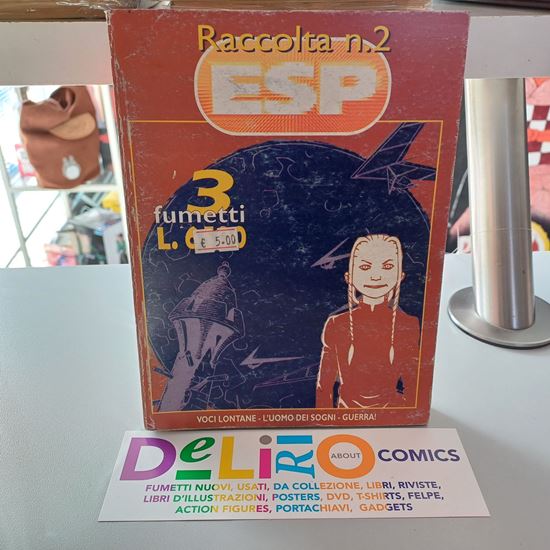 Raccolta n.2
ESP
3
fumetti
€ 5.00
VOCI LONTANE - L'UOMO DEI SOGNI - GUERRA!
DeLiRIO ABOUT COMICS
FUMETTI NUOVI, USATI, DA COLLEZIONE, LIBRI, RIVISTE,
LIBRI D'ILLUSTRAZIONI, POSTERS, DVD, T-SHIRTS, FELPE,
ACTION FIGURES, PORTACHIAVI, GADGETS